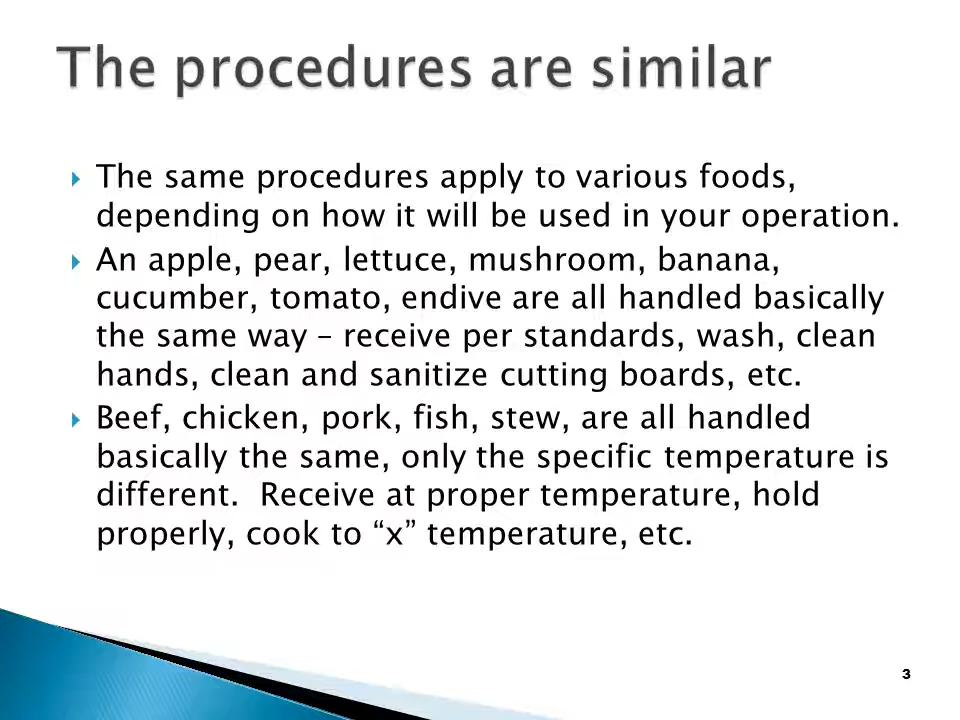 The procedures are similar
The same procedures apply to various foods,
depending on how it will be used in your operation.
An apple, pear, lettuce, mushroom, banana,
cucumber, tomato, endive are all handled basically
the same way – receive per standards, wash, clean
hands, clean and sanitize cutting boards, etc.
Beef, chicken, pork, fish, stew, are all handled
basically the same, only the specific temperature is
different.  Receive at proper temperature, hold
properly, cook to “x” temperature, etc.
3